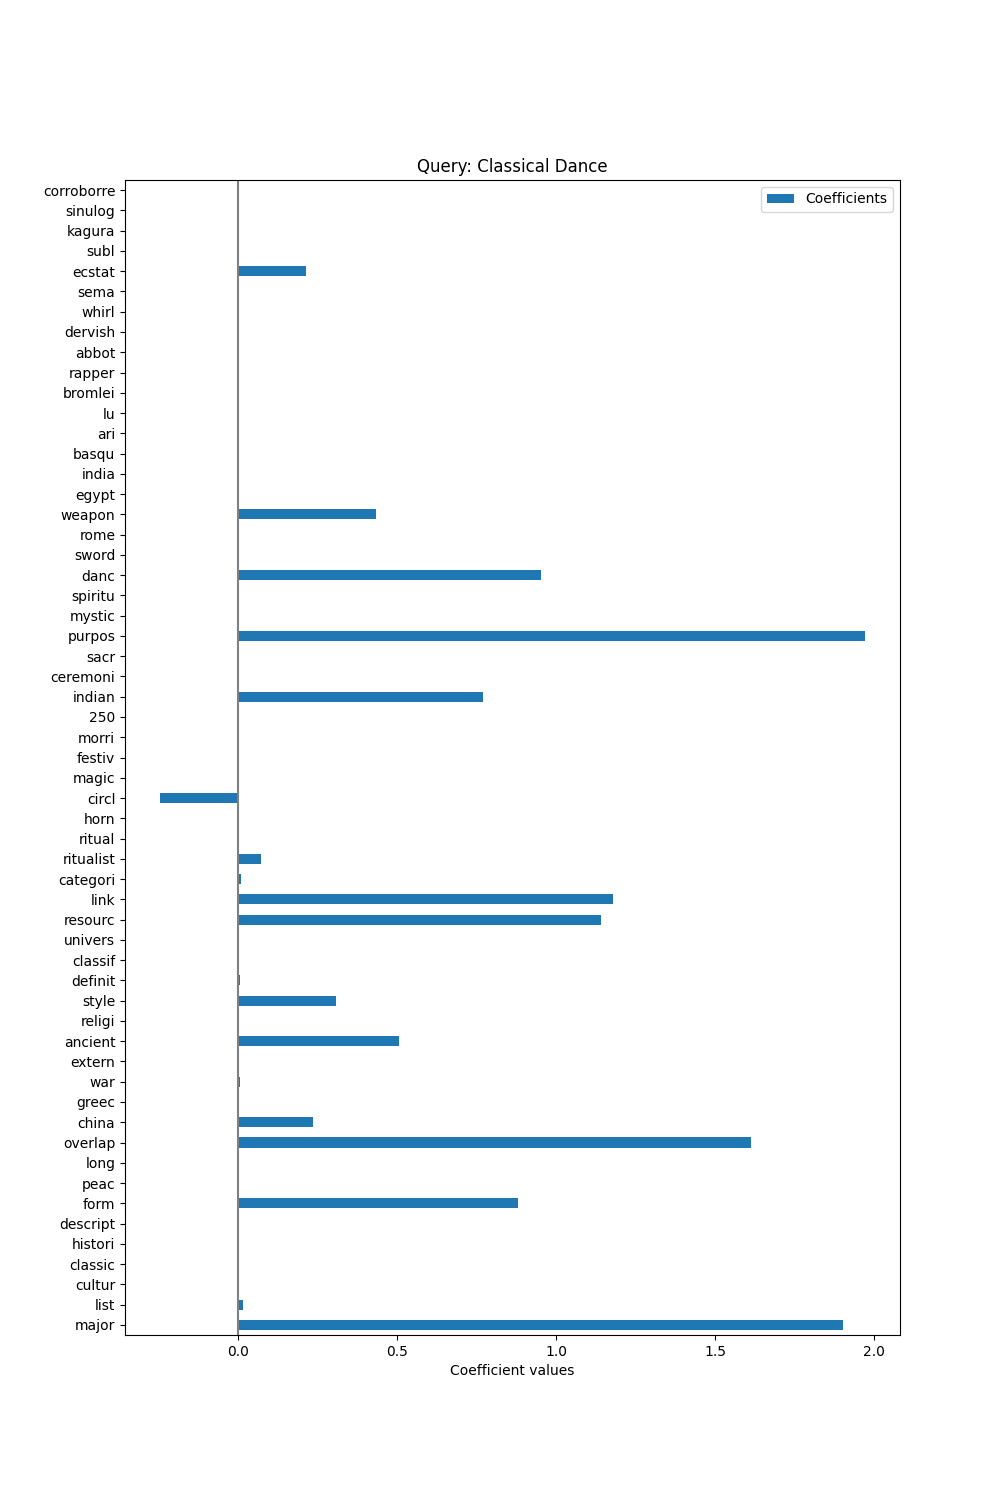 Query: Classical Dance
Coefficients
corroborre
sinulog
kagura
subl
ecstat
sema
whirl
dervish
abbot
rapper
bromlei
lu
ari
basqu
india
egypt
weapon
rome
sword
danc
spiritu
mystic
purpos
sacr
ceremoni
indian
250
morri
festiv
magic
circl
horn
ritual
ritualist
categori
link
resourc
univers
classif
definit
style
religi
ancient
extern
war
greec
china
overlap
long
peac
form
descript
histori
classic
cultur
list
major
0.0 0.5 1.0 1.5 2.0
Coefficient values